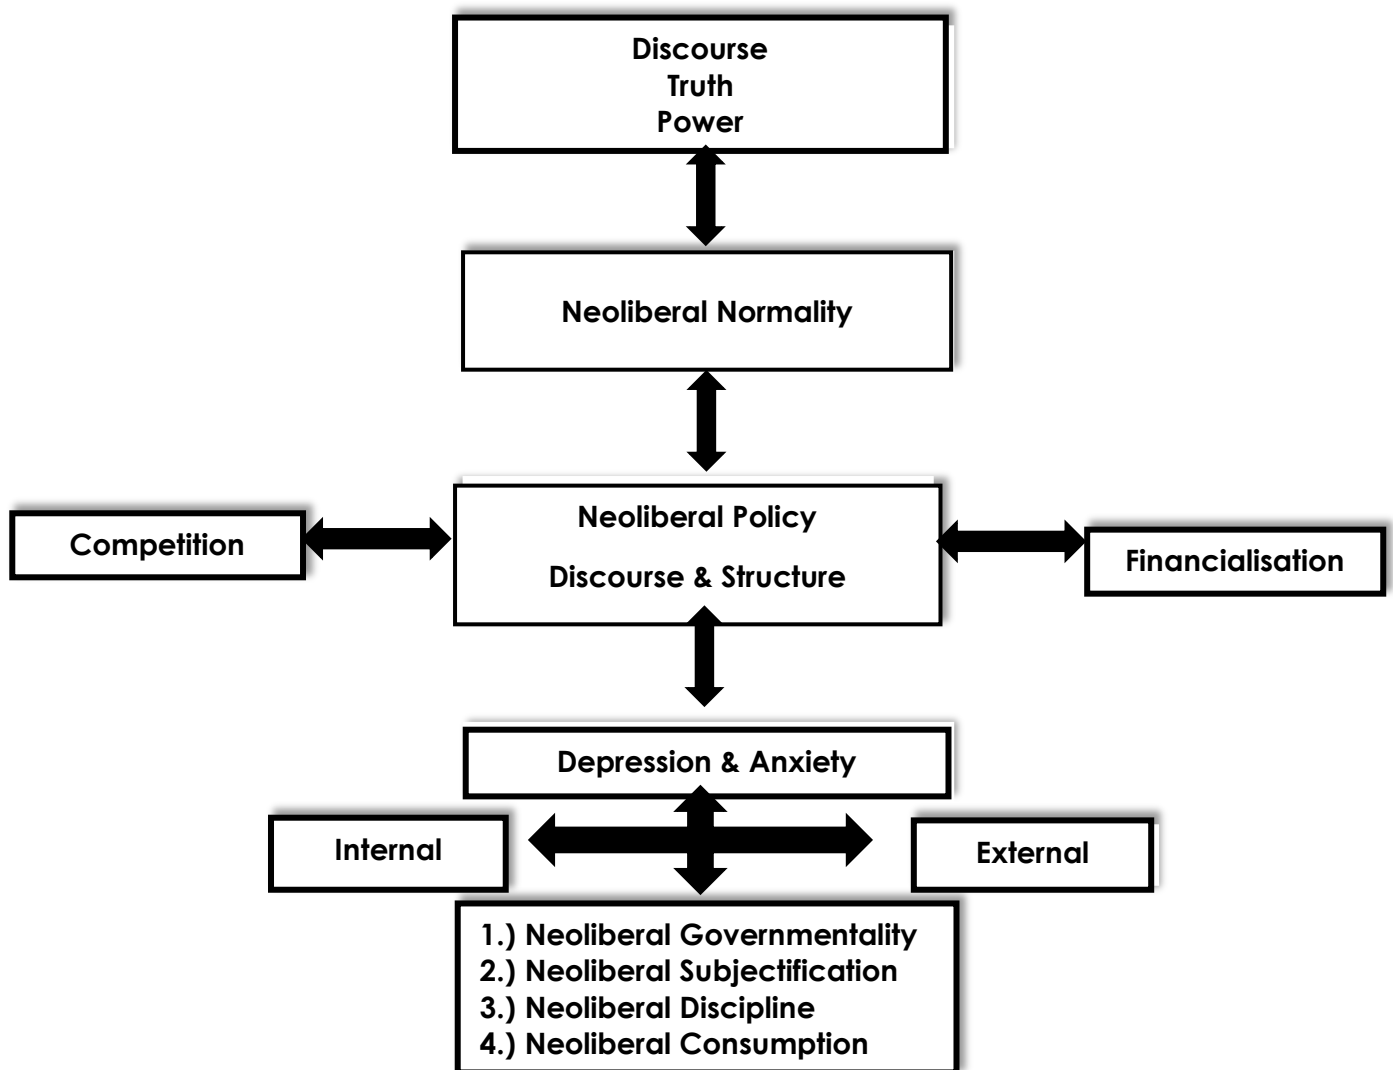 Discourse
Truth
Power
Neoliberal Normality
Competition
Neoliberal Policy
Discourse & Structure
Financialisation
Depression & Anxiety
Internal
External
1.) Neoliberal Governmentality
2.) Neoliberal Subjectification
3.) Neoliberal Discipline
4.) Neoliberal Consumption